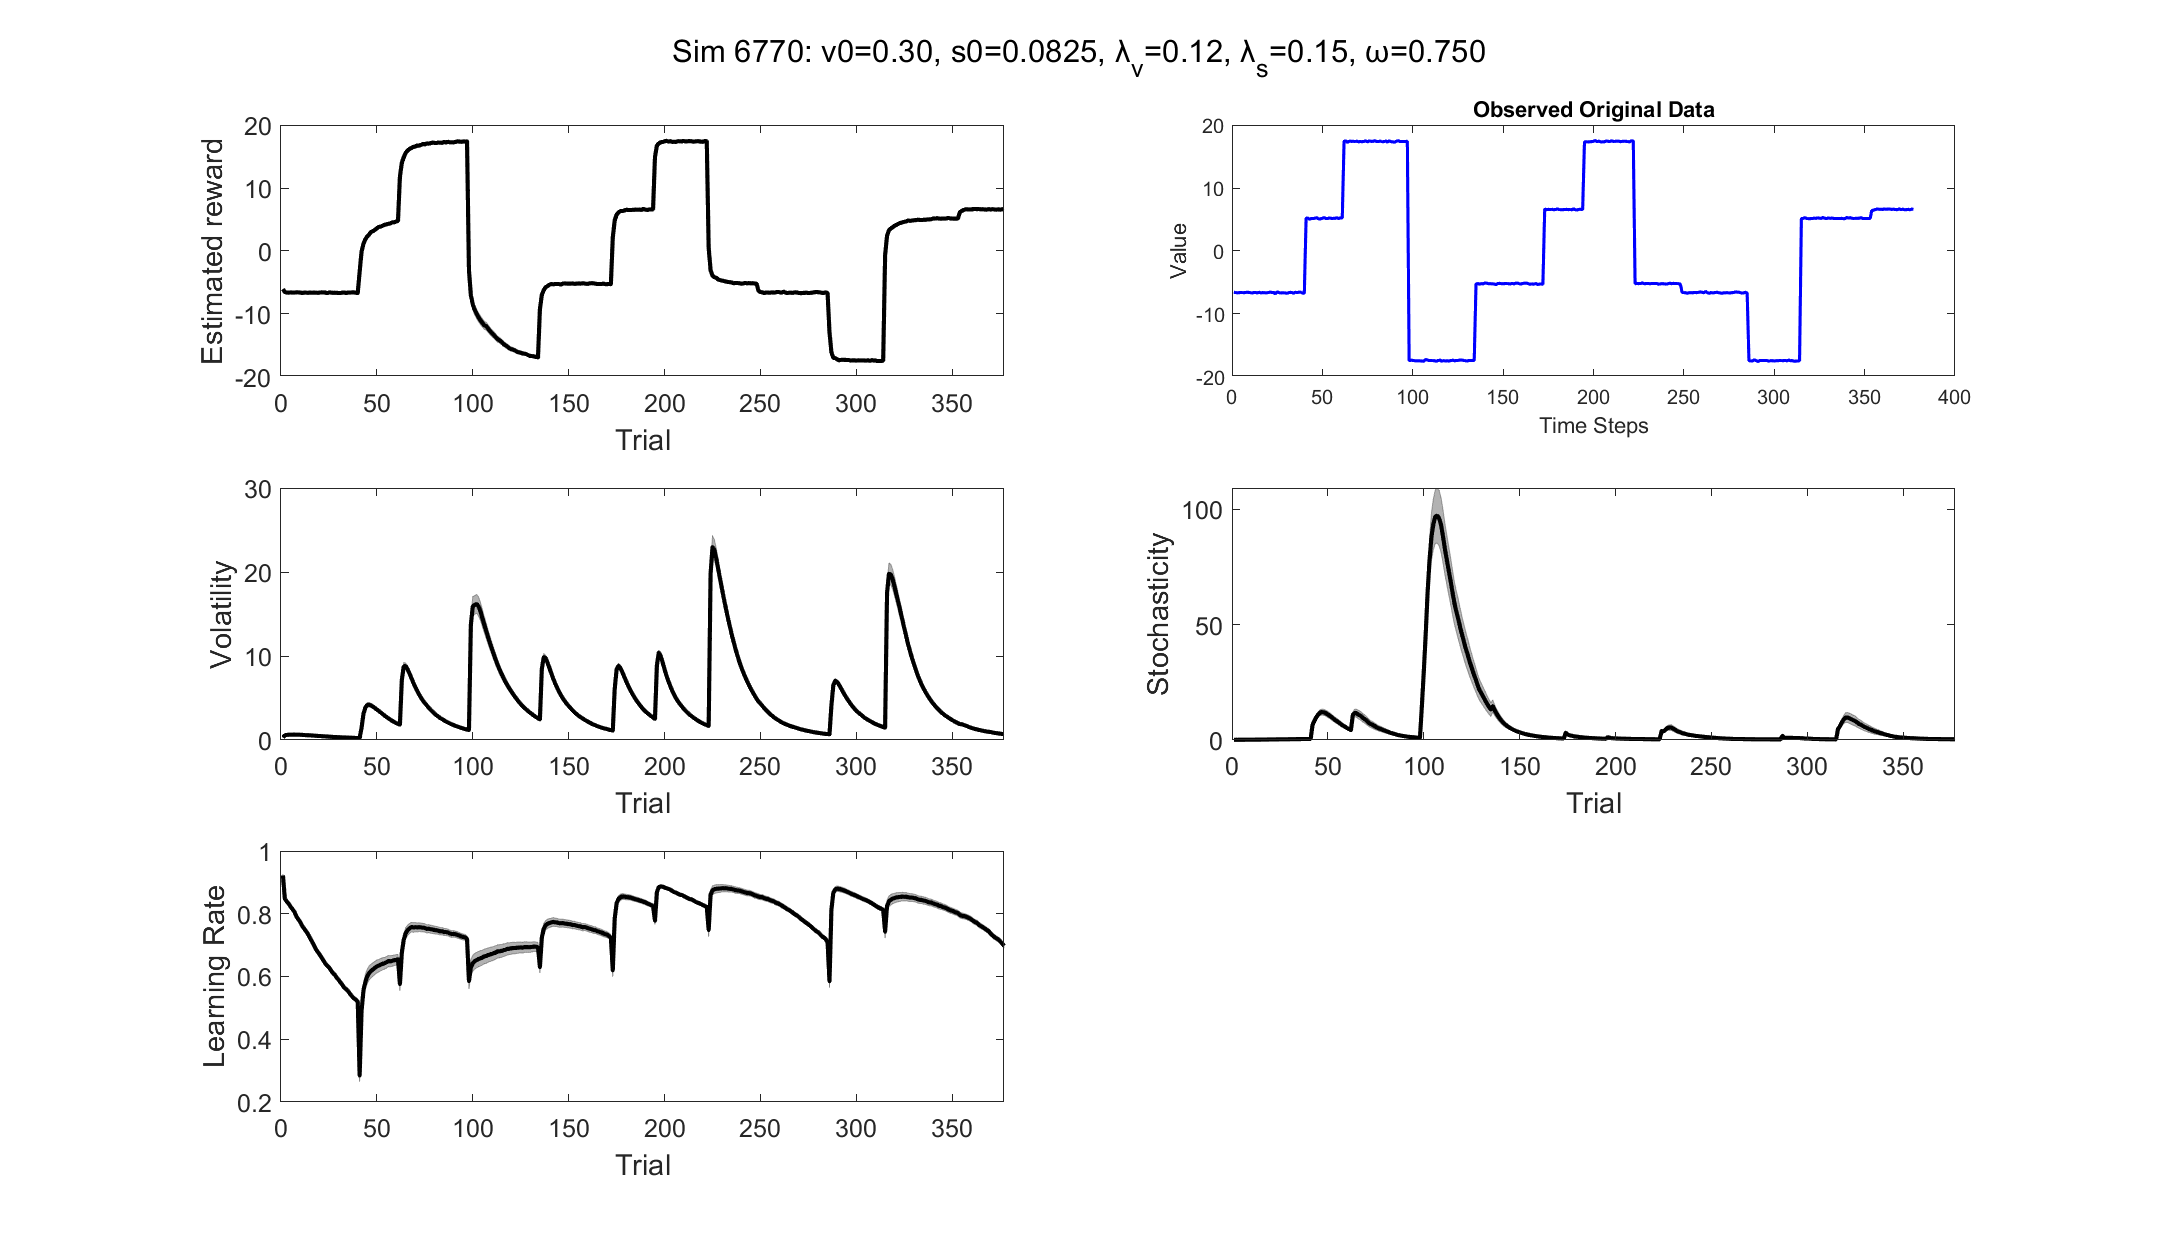 Sim 6770: v0=0.30, s0=0.0825, λv=0.12, λs=0.15, ω=0.750
Estimated reward
20
10
0
-10
-20
0 50 100 150 200 250 300 350
Trial
Observed Original Data
Value
20
10
0
-10
-20
0 50 100 150 200 250 300 350 400
Time Steps
Volatility
30
20
10
0
0 50 100 150 200 250 300 350
Trial
Stochasticity
100
50
0
0 50 100 150 200 250 300 350
Trial
Learning Rate
1
0.8
0.6
0.4
0.2
0 50 100 150 200 250 300 350
Trial